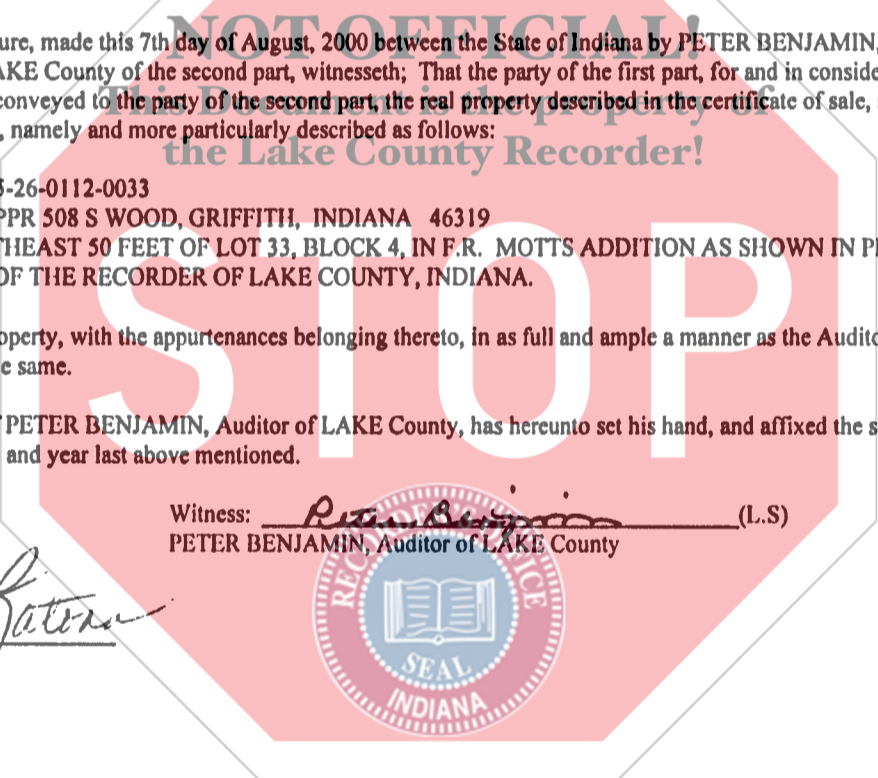 NOT OFFICIAL!
ure, made this 7th day of August, 2000 between the State of Indiana by PETER BENJAMIN,
AKE County of the second part, witnesseth; That the party of the first part, for and in conside
This Document is the property of
conveyed to the party of the second part, the real property described in the certificate of sale,
, namely and more particularly described as follows:
the Lake County Recorder!
-26-0112-0033
PPR 508 S WOOD, GRIFFITH, INDIANA 46319
THEAST 50 FEET OF LOT 33, BLOCK 4, IN F.R. MOTTS ADDITION AS SHOWN IN P
OF THE RECORDER OF LAKE COUNTY, INDIANA.
STOP
operty, with the appurtenances belonging thereto, in as full and ample a manner as the Audito
e same.
PETER BENJAMIN, Auditor of LAKE County, has hereunto set his hand, and affixed the s
and year last above mentioned.
Witness: Peter Benjamin (L.S)
PETER BENJAMIN, Auditor of LAKE County
RECORDER'S OFFICE
SEAL
INDIANA